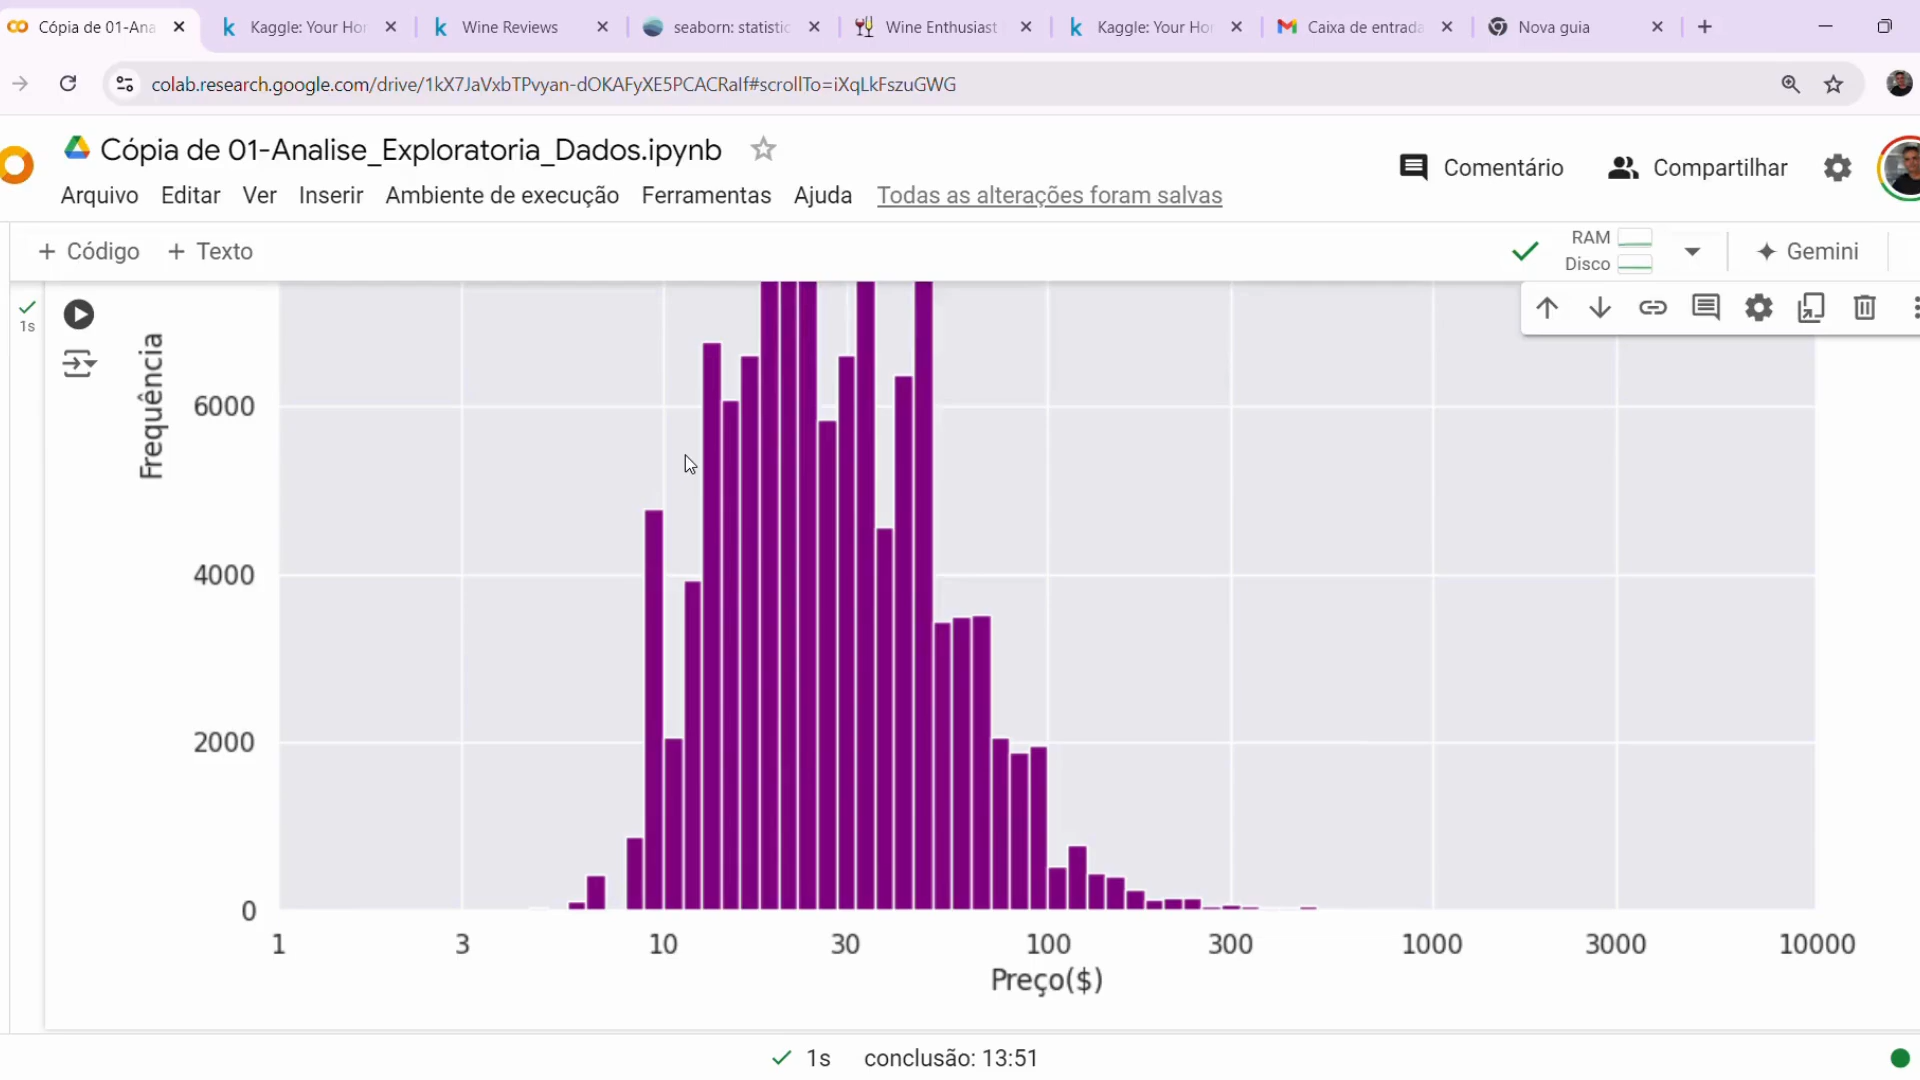 Cópia de 01-Ana
Kaggle: Your Ho
Wine Reviews
seaborn: statistic
Wine Enthusiast
Kaggle: Your Ho
Caixa de entrada
Nova guia
colab.research.google.com/drive/1kX7JaVxbTPvyan-dOKAFyXE5PCACRaIf#scrollTo=iXqLkFszuGWG
Cópia de 01-Analise_Exploratoria_Dados.ipynb
Comentário
Compartilhar
Arquivo Editar Ver Inserir Ambiente de execução Ferramentas Ajuda Todas as alterações foram salvas
+ Código + Texto
RAM
Disco
Gemini
1s
Frequência
6000
4000
2000
0
1 3 10 30 100 300 1000 3000 10000
Preço($)
1s conclusão: 13:51